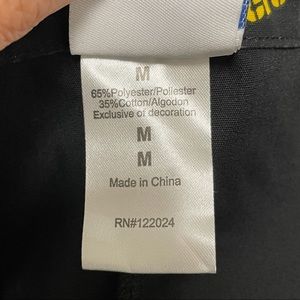 M
65%Polyester/Poliester
35%Cotton/Algodon
Exclusive of decoration
M
M
Made in China
RN#122024